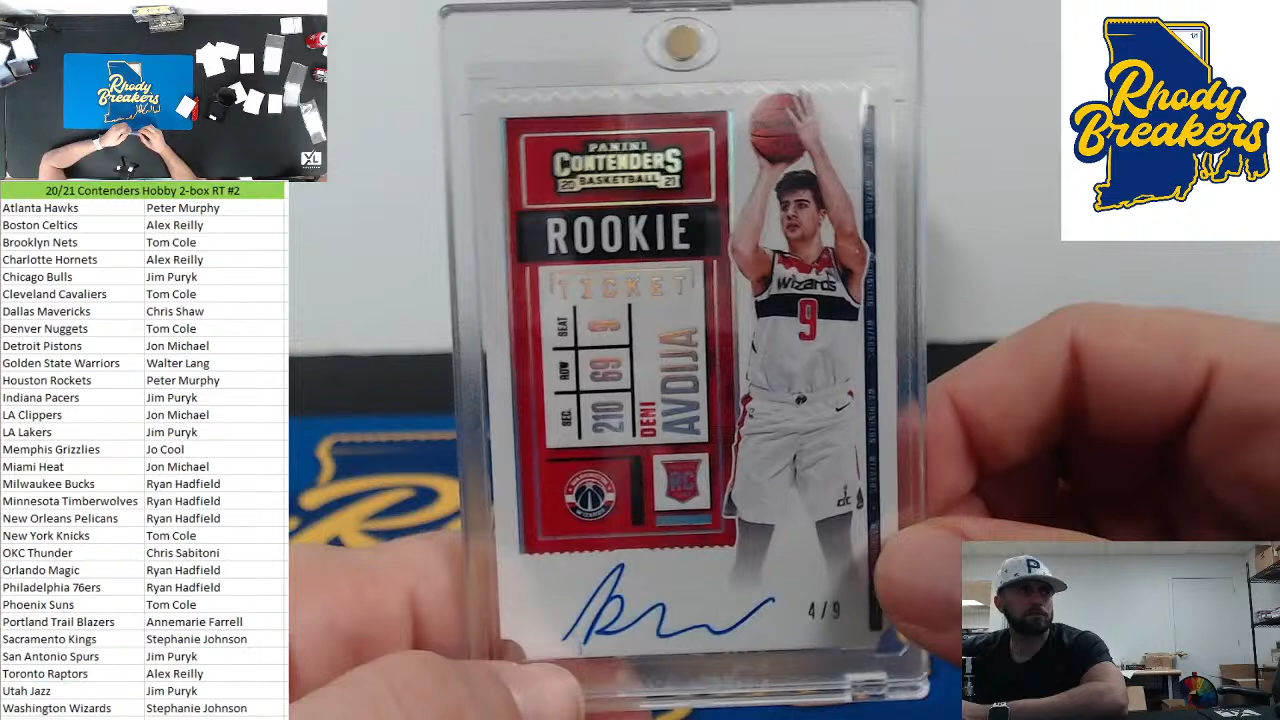 Rhody
Breakers
XL
20/21 Contenders Hobby 2-box RT #2
Atlanta Hawks Peter Murphy
Boston Celtics Alex Reilly
Brooklyn Nets Tom Cole
Charlotte Hornets Alex Reilly
Chicago Bulls Jim Puryk
Cleveland Cavaliers Tom Cole
Dallas Mavericks Chris Shaw
Denver Nuggets Tom Cole
Detroit Pistons Jon Michael
Golden State Warriors Walter Lang
Houston Rockets Peter Murphy
Indiana Pacers Jim Puryk
LA Clippers Jon Michael
LA Lakers Jim Puryk
Memphis Grizzlies Jo Cool
Miami Heat Jon Michael
Milwaukee Bucks Ryan Hadfield
Minnesota Timberwolves Ryan Hadfield
New Orleans Pelicans Ryan Hadfield
New York Knicks Tom Cole
OKC Thunder Chris Sabitoni
Orlando Magic Ryan Hadfield
Philadelphia 76ers Ryan Hadfield
Phoenix Suns Tom Cole
Portland Trail Blazers Annemarie Farrell
Sacramento Kings Stephanie Johnson
San Antonio Spurs Jim Puryk
Toronto Raptors Alex Reilly
Utah Jazz Jim Puryk
Washington Wizards Stephanie Johnson
PANINI
CONTENDERS
20 BASKETBALL 21
ROOKIE
TICKET
SEAT 9
ROW 69
SEC. 210
DENI
AVDIJA
WIZARDS
RC
Wizards
9
4/9
1/1
Rhody
Breakers
P